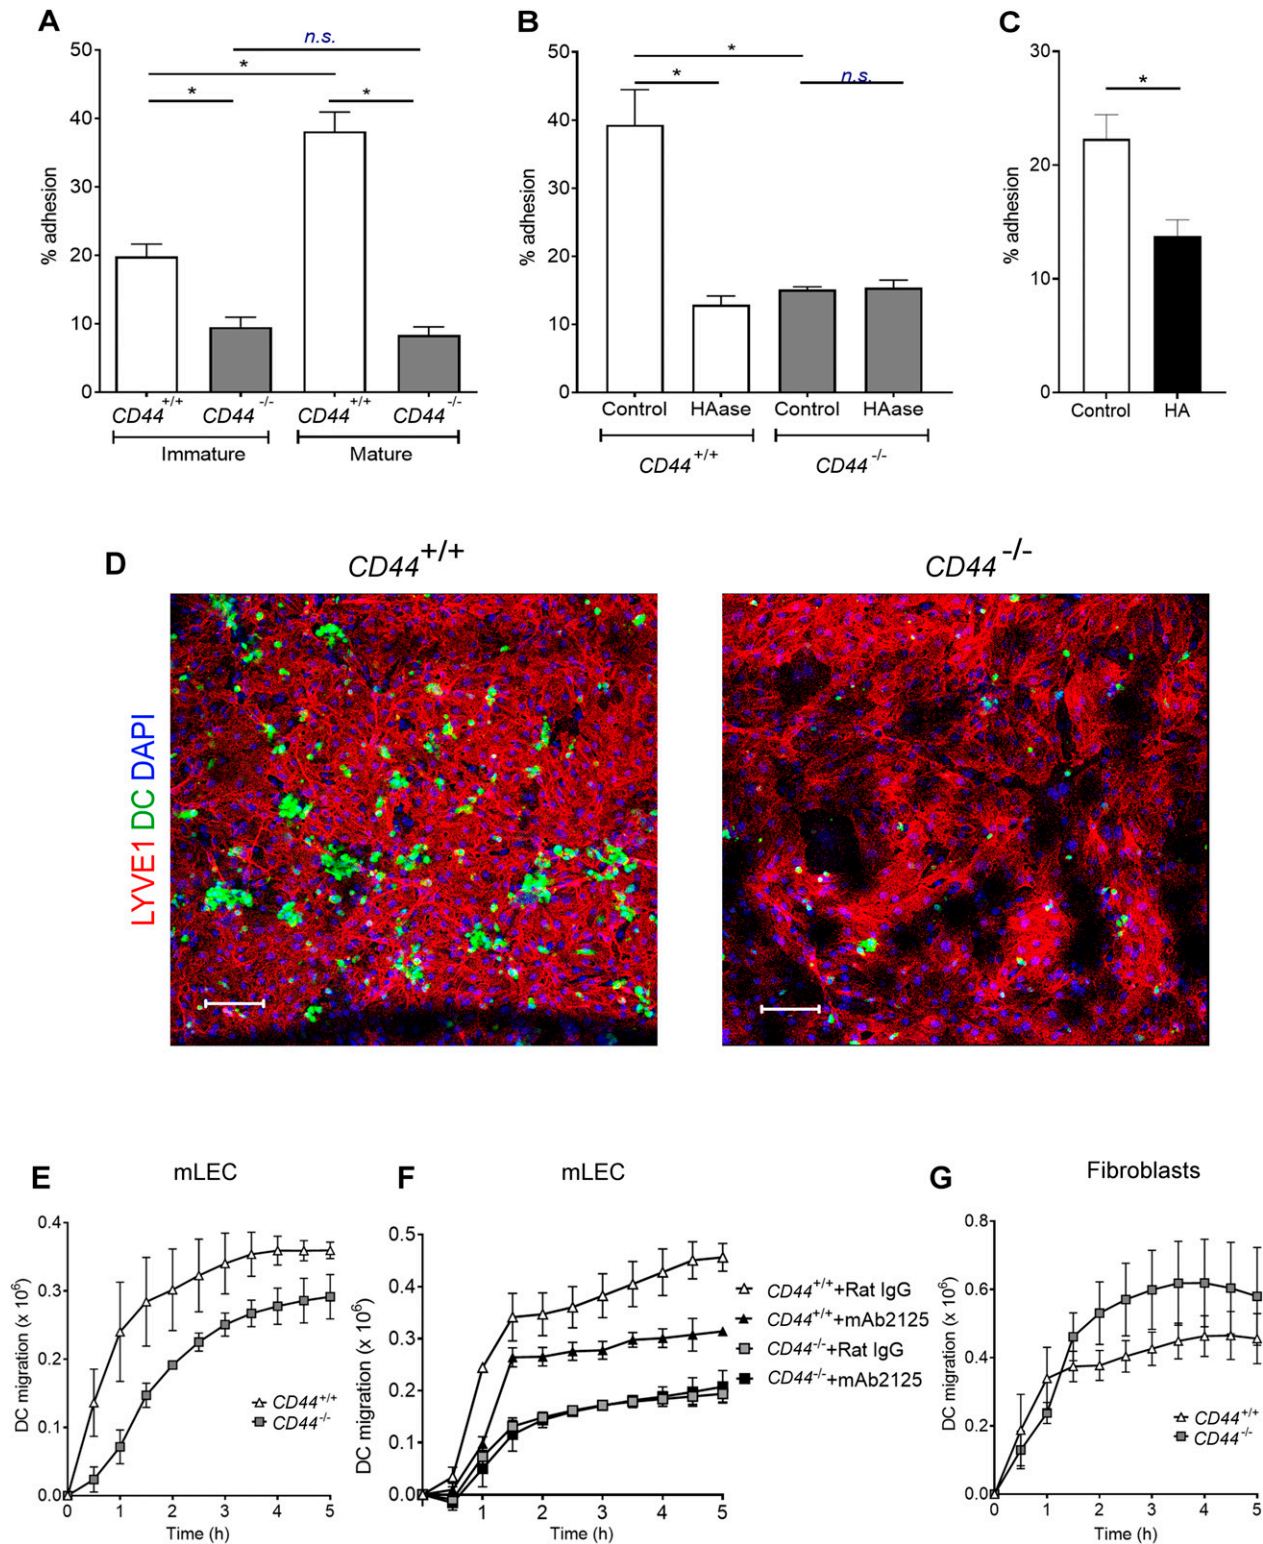 A
n.s.
*
*
*
50
40
30
20
10
0
% adhesion
CD44+/+ CD44-/- CD44+/+ CD44-/-
Immature Mature
B
*
*
n.s.
50
40
30
20
10
0
% adhesion
Control HAase Control HAase
CD44+/+ CD44-/-
C
*
30
20
10
0
% adhesion
Control HA
D
CD44+/+ CD44-/-
LYVE1 DC DAPI
E
mLEC
0.4
0.3
0.2
0.1
0.0
DC migration (x 10⁶)
CD44+/+
CD44-/-
0 1 2 3 4 5
Time (h)
F
mLEC
0.5
0.4
0.3
0.2
0.1
0.0
DC migration (x 10⁶)
CD44+/++Rat IgG
CD44+/++mAb2125
CD44-/-+Rat IgG
CD44-/-+mAb2125
1 2 3 4 5
Time (h)
G
Fibroblasts
0.8
0.6
0.4
0.2
0.0
DC migration (x 10⁶)
CD44+/+
CD44-/-
0 1 2 3 4 5
Time (h)